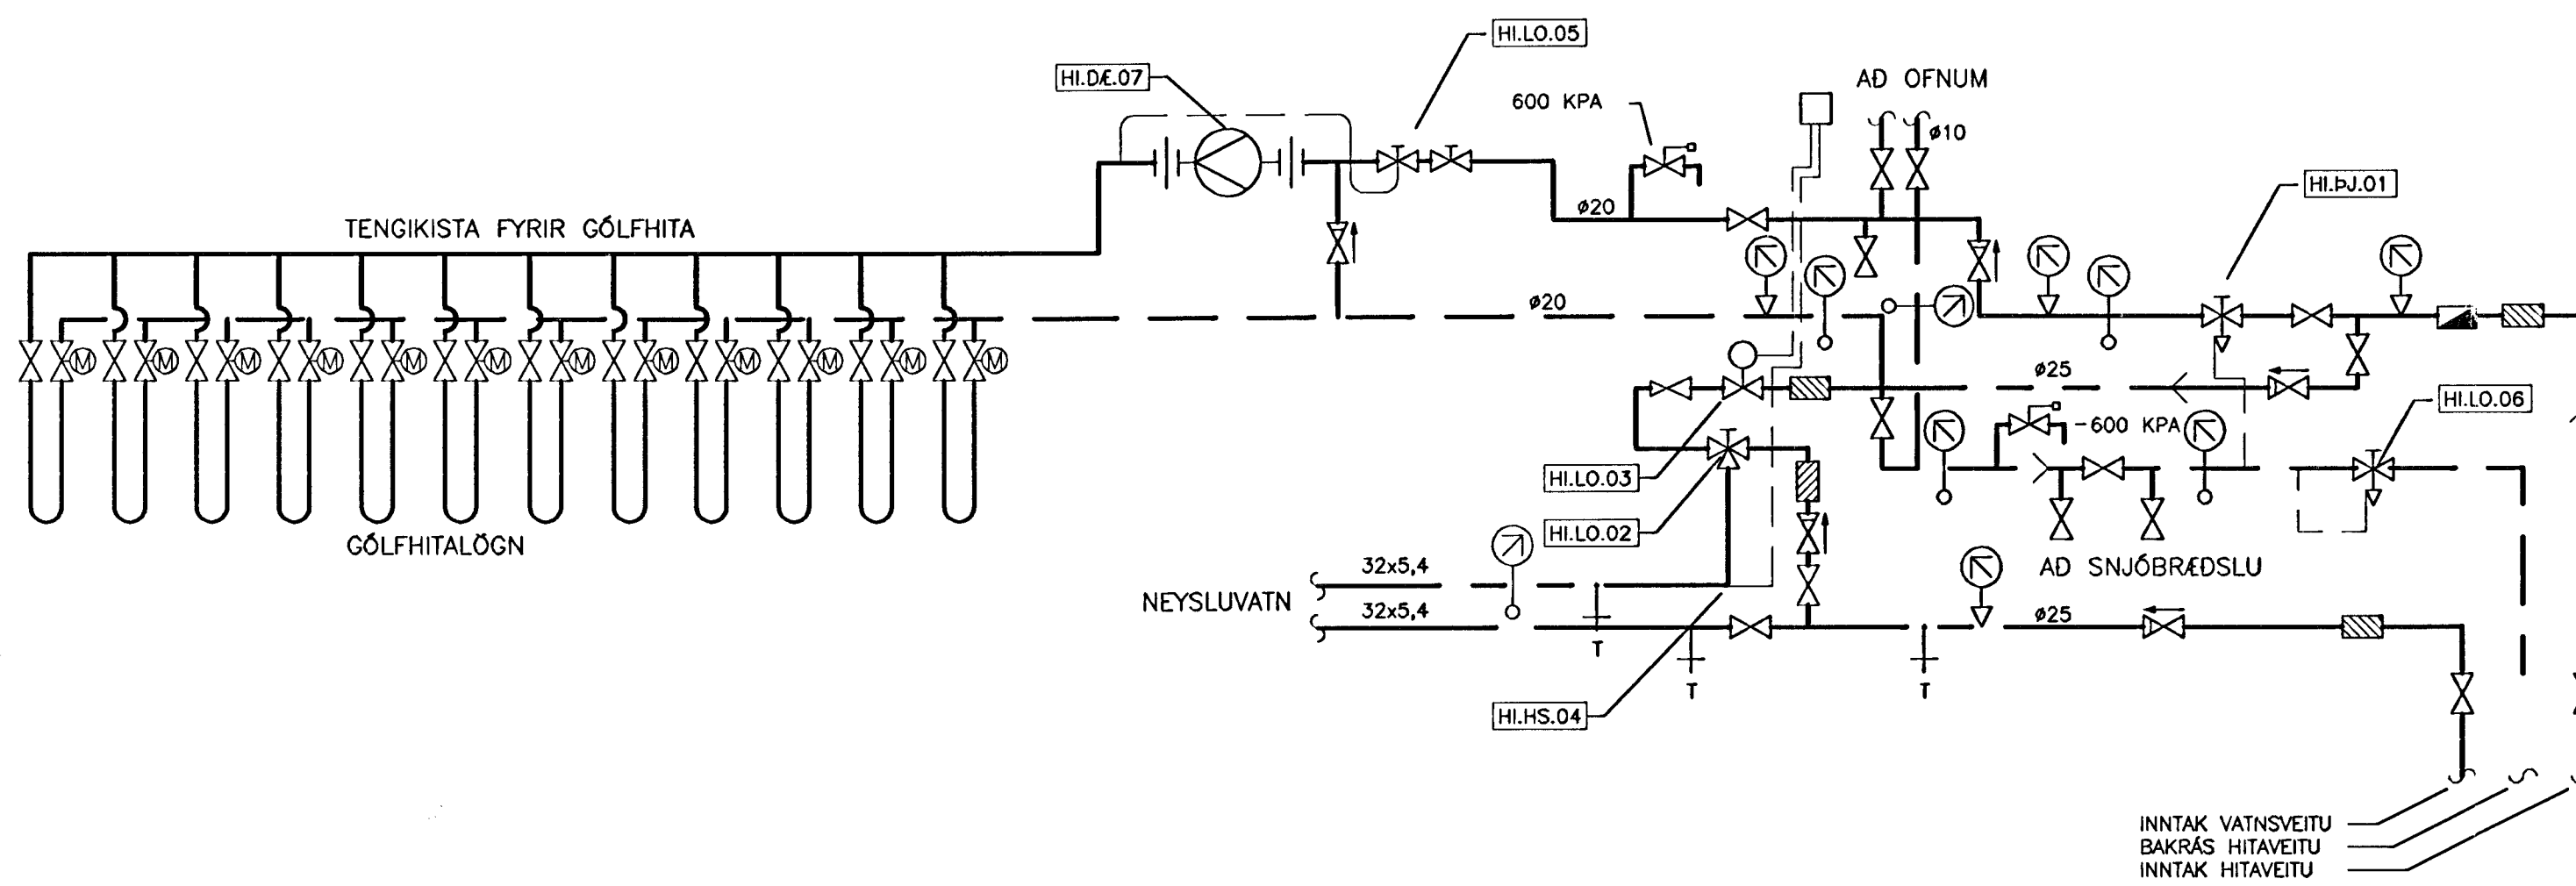 HI.LO.05
HI.DÆ.07
AÐ OFNUM
600 KPA
ø10
HI.ÞJ.01
ø20
TENGIKISTA FYRIR GÓLFHITA
ø20
M M M M M M M M M M M M
ø25
HI.LO.06
600 KPA
HI.LO.03
HI.LO.02
GÓLFHITALÖGN
32x5,4
AÐ SNJÓBRÆÐSLU
NEYSLUVATN
32x5,4
ø25
T
T
T
HI.HS.04
INNTAK VATNSVEITU
BAKRÁS HITAVEITU
INNTAK HITAVEITU